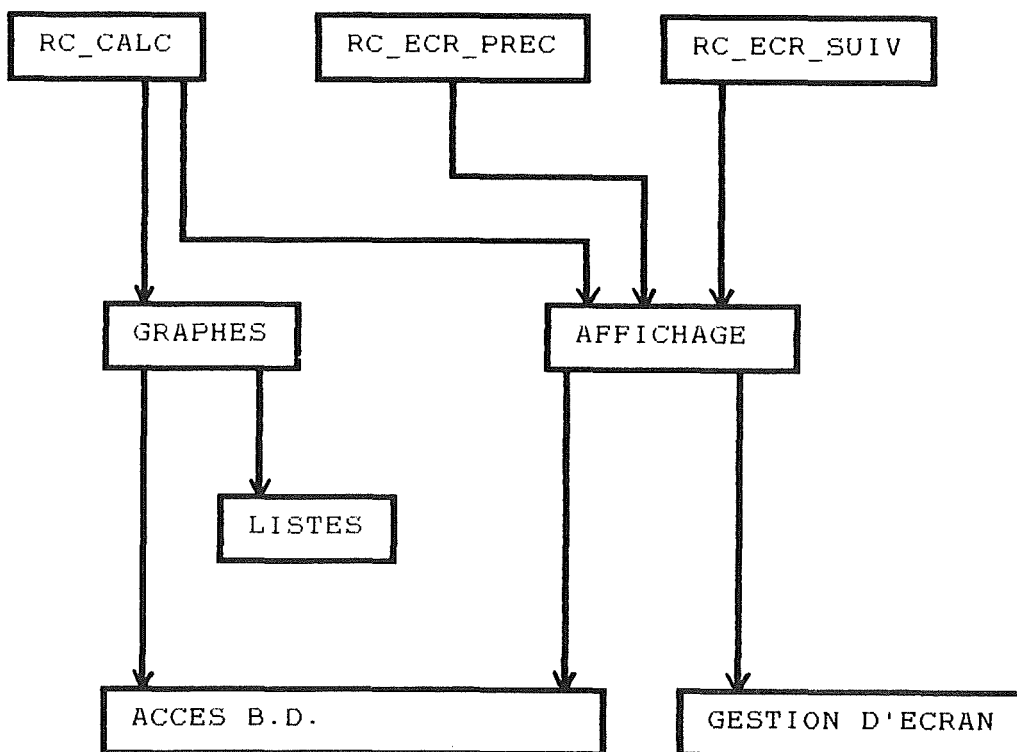 RC_CALC
RC_ECR_PREC
RC_ECR_SUIV
GRAPHES
AFFICHAGE
LISTES
ACCES B.D.
GESTION D'ECRAN